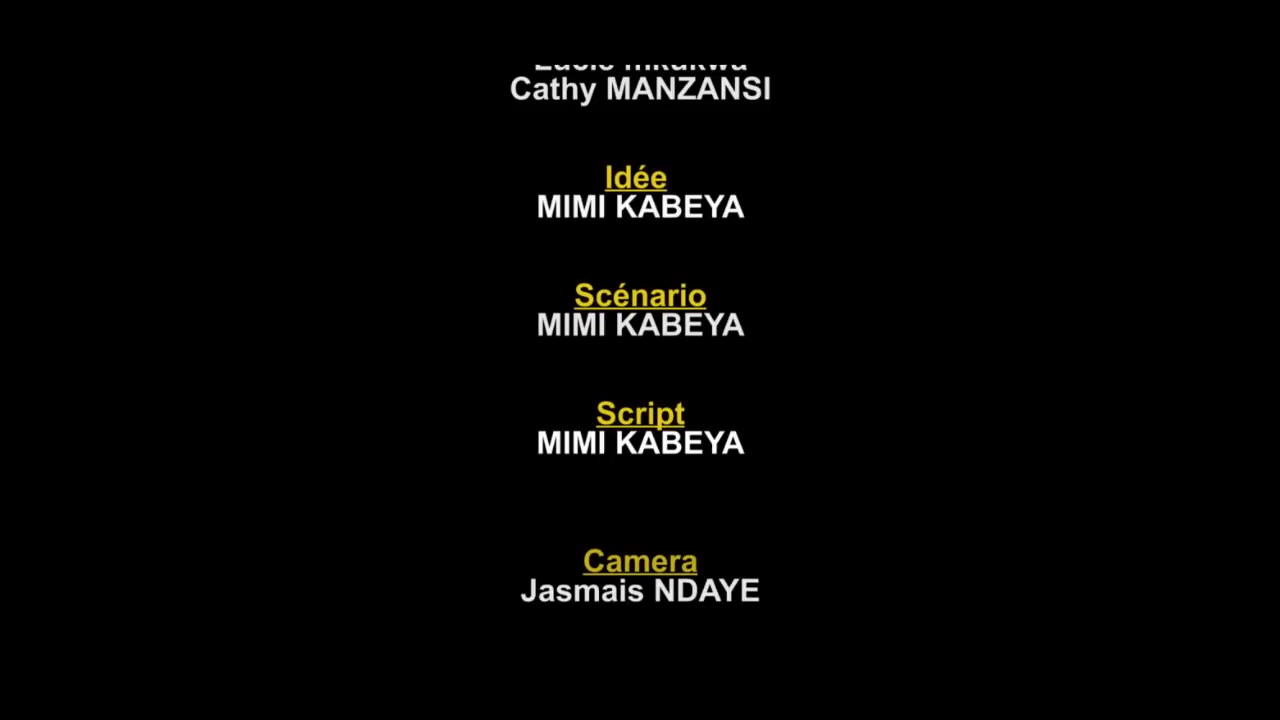 Cathy MANZANSI
Idée
MIMI KABEYA
Scénario
MIMI KABEYA
Script
MIMI KABEYA
Camera
Jasmais NDAYE